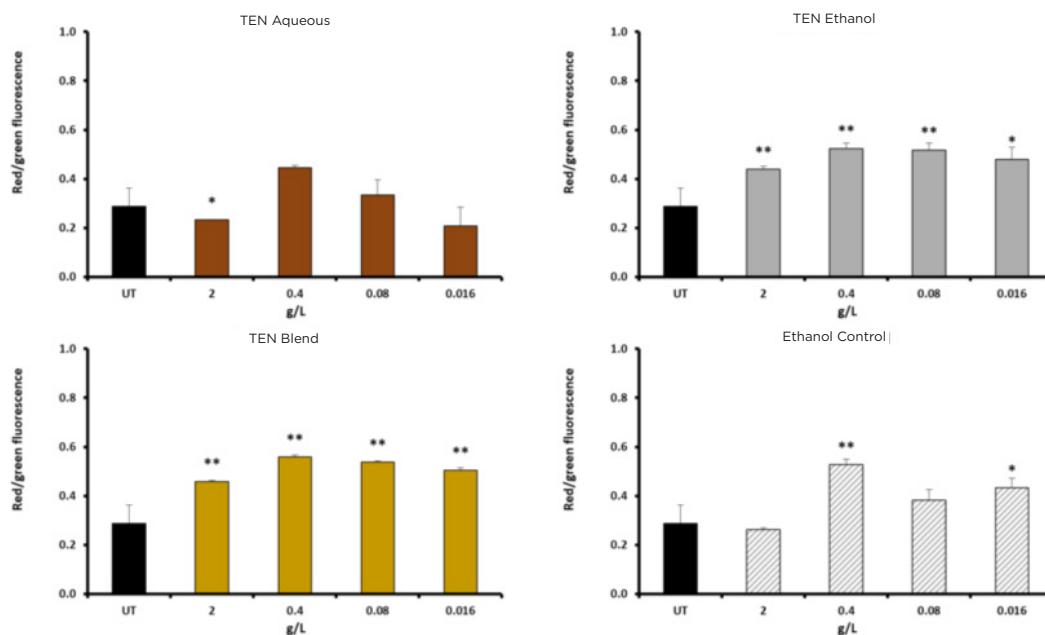 TEN Aqueous
Red/green fluorescence
1.0
0.8
0.6
0.4
0.2
0.0
*
UT 2 0.4 0.08 0.016
g/L
TEN Ethanol
Red/green fluorescence
1.0
0.8
0.6
0.4
0.2
0.0
** ** ** *
UT 2 0.4 0.08 0.016
g/L
TEN Blend
Red/green fluorescence
1.0
0.8
0.6
0.4
0.2
0.0
** ** ** **
UT 2 0.4 0.08 0.016
g/L
Ethanol Control
Red/green fluorescence
1.0
0.8
0.6
0.4
0.2
0.0
** *
UT 2 0.4 0.08 0.016
g/L